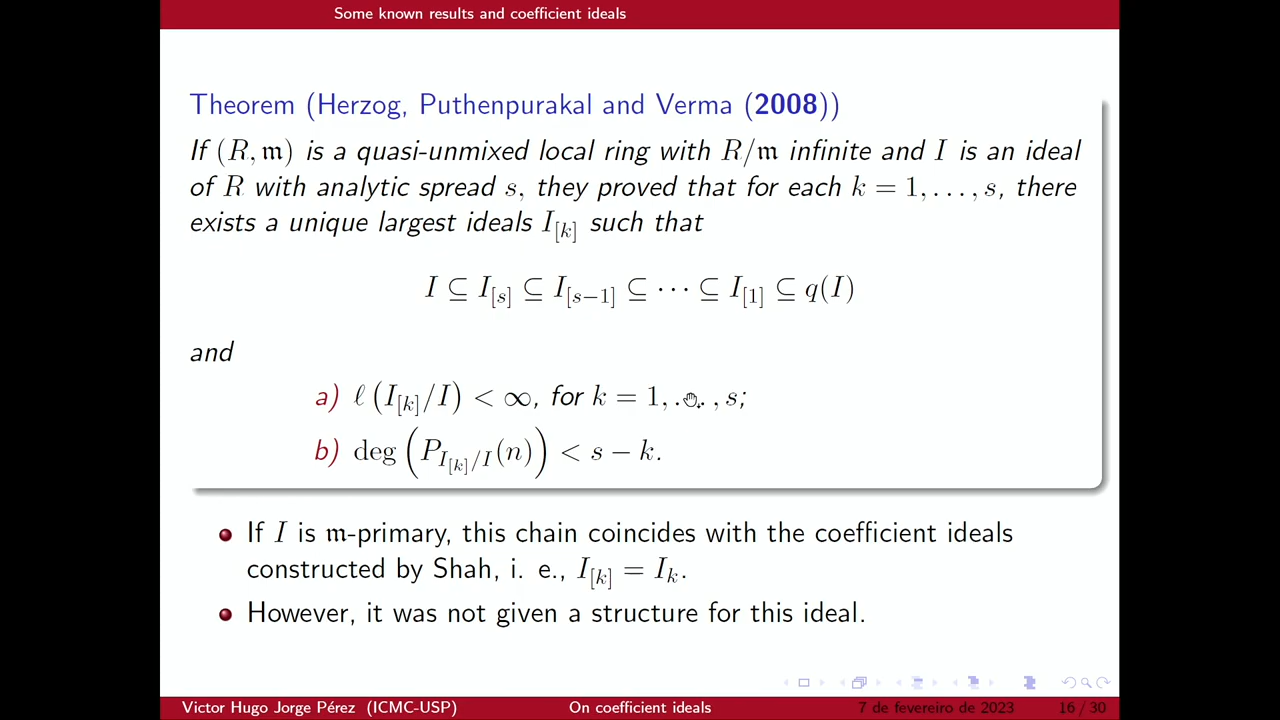 Some known results and coefficient ideals
Theorem (Herzog, Puthenpurakal and Verma (2008))
If (R, 𝔪) is a quasi-unmixed local ring with R/𝔪 infinite and I is an ideal
of R with analytic spread s, they proved that for each k = 1, . . . , s, there
exists a unique largest ideals I_{[k]} such that
I ⊆ I_{[s]} ⊆ I_{[s−1]} ⊆ · · · ⊆ I_{[1]} ⊆ q(I)
and
a) ℓ (I_{[k]}/I) < ∞, for k = 1, . . . , s;
b) deg (P_{I_{[k]}/I}(n)) < s − k.
If I is 𝔪-primary, this chain coincides with the coefficient ideals
constructed by Shah, i. e., I_{[k]} = I_k.
However, it was not given a structure for this ideal.
Victor Hugo Jorge Pérez (ICMC-USP) On coefficient ideals 7 de fevereiro de 2023 16 / 30